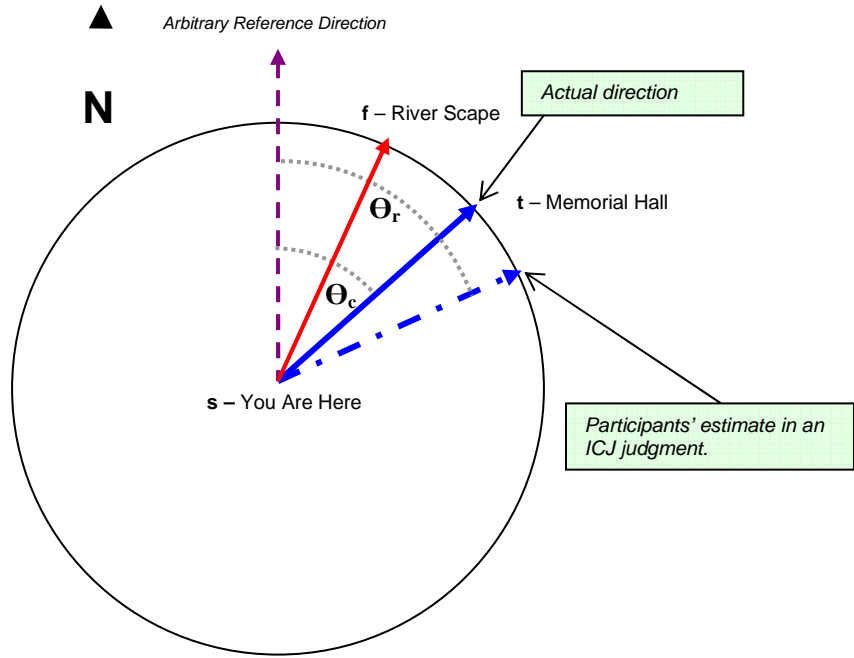 Arbitrary Reference Direction
N
Actual direction
f – River Scape
t – Memorial Hall
Θr
Θc
s – You Are Here
Participants’ estimate in an
ICJ judgment.